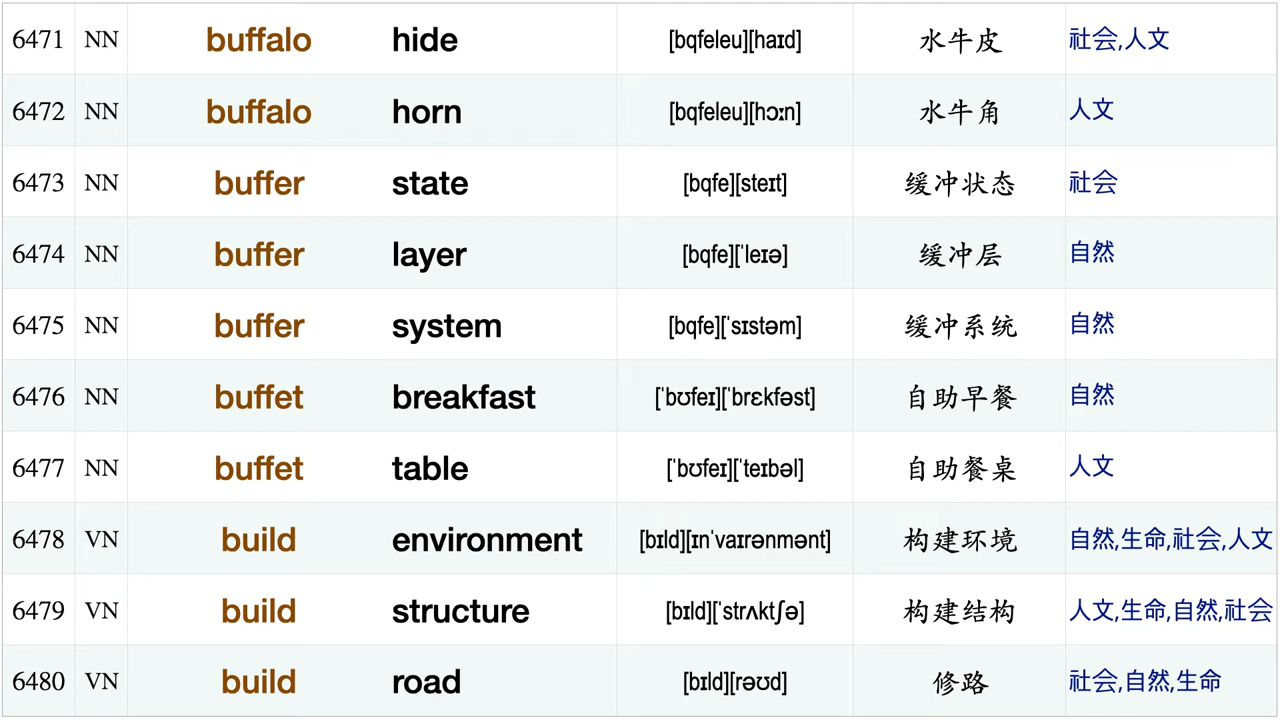 6471 NN buffalo hide [bqfeleu][haɪd] 水牛皮 社会,人文
6472 NN buffalo horn [bqfeleu][hɔːn] 水牛角 人文
6473 NN buffer state [bqfe][steɪt] 缓冲状态 社会
6474 NN buffer layer [bqfe][ˈleɪə] 缓冲层 自然
6475 NN buffer system [bqfe][ˈsɪstəm] 缓冲系统 自然
6476 NN buffet breakfast [ˈbʊfeɪ][ˈbrɛkfəst] 自助早餐 自然
6477 NN buffet table [ˈbʊfeɪ][ˈteɪbəl] 自助餐桌 人文
6478 VN build environment [bɪld][ɪnˈvaɪrənmənt] 构建环境 自然,生命,社会,人文
6479 VN build structure [bɪld][ˈstrʌktʃə] 构建结构 人文,生命,自然,社会
6480 VN build road [bɪld][rəʊd] 修路 社会,自然,生命